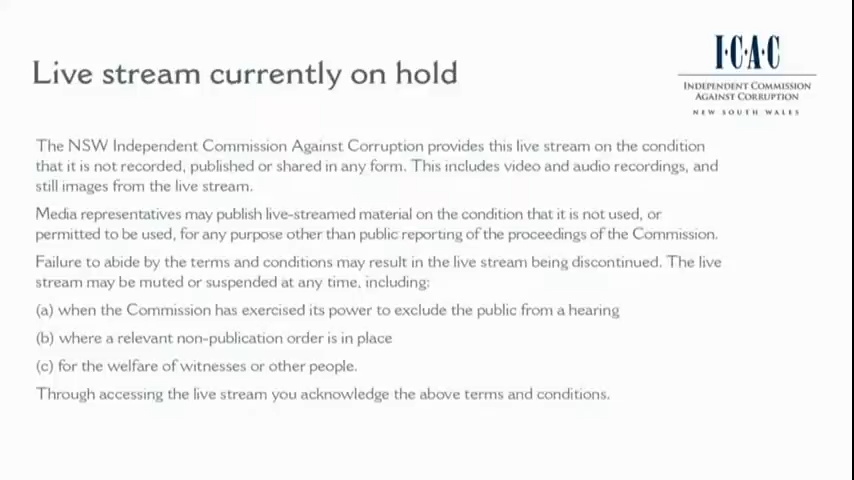 Live stream currently on hold
I·C·A·C
INDEPENDENT COMMISSION
AGAINST CORRUPTION
NEW SOUTH WALES
The NSW Independent Commission Against Corruption provides this live stream on the condition
that it is not recorded, published or shared in any form. This includes video and audio recordings, and
still images from the live stream.
Media representatives may publish live-streamed material on the condition that it is not used, or
permitted to be used, for any purpose other than public reporting of the proceedings of the Commission.
Failure to abide by the terms and conditions may result in the live stream being discontinued. The live
stream may be muted or suspended at any time, including:
(a) when the Commission has exercised its power to exclude the public from a hearing
(b) where a relevant non-publication order is in place
(c) for the welfare of witnesses or other people.
Through accessing the live stream you acknowledge the above terms and conditions.